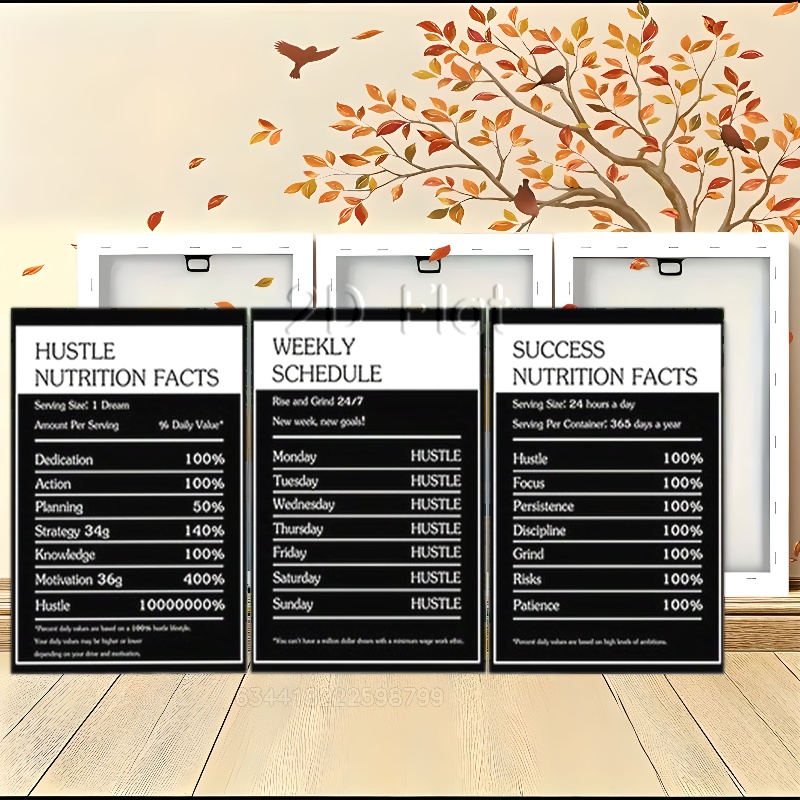 2D Flat
HUSTLE
NUTRITION FACTS
Serving Size: 1 Dream
Amount Per Serving % Daily Value*
Dedication 100%
Action 100%
Planning 50%
Strategy 34g 140%
Knowledge 100%
Motivation 36g 400%
Hustle 10000000%
*Percent daily values are based on a 100% hustle lifestyle.
Your daily values may be higher or lower
depending on your drive and motivation.
WEEKLY
SCHEDULE
Rise and Grind 24/7
New week, new goals!
Monday HUSTLE
Tuesday HUSTLE
Wednesday HUSTLE
Thursday HUSTLE
Friday HUSTLE
Saturday HUSTLE
Sunday HUSTLE
*You can't have a million dollar dream with a minimum wage work ethic.
SUCCESS
NUTRITION FACTS
Serving Size: 24 hours a day
Serving Per Container: 365 days a year
Hustle 100%
Focus 100%
Persistence 100%
Discipline 100%
Grind 100%
Risks 100%
Patience 100%
*Percent daily values are based on high levels of ambitions.